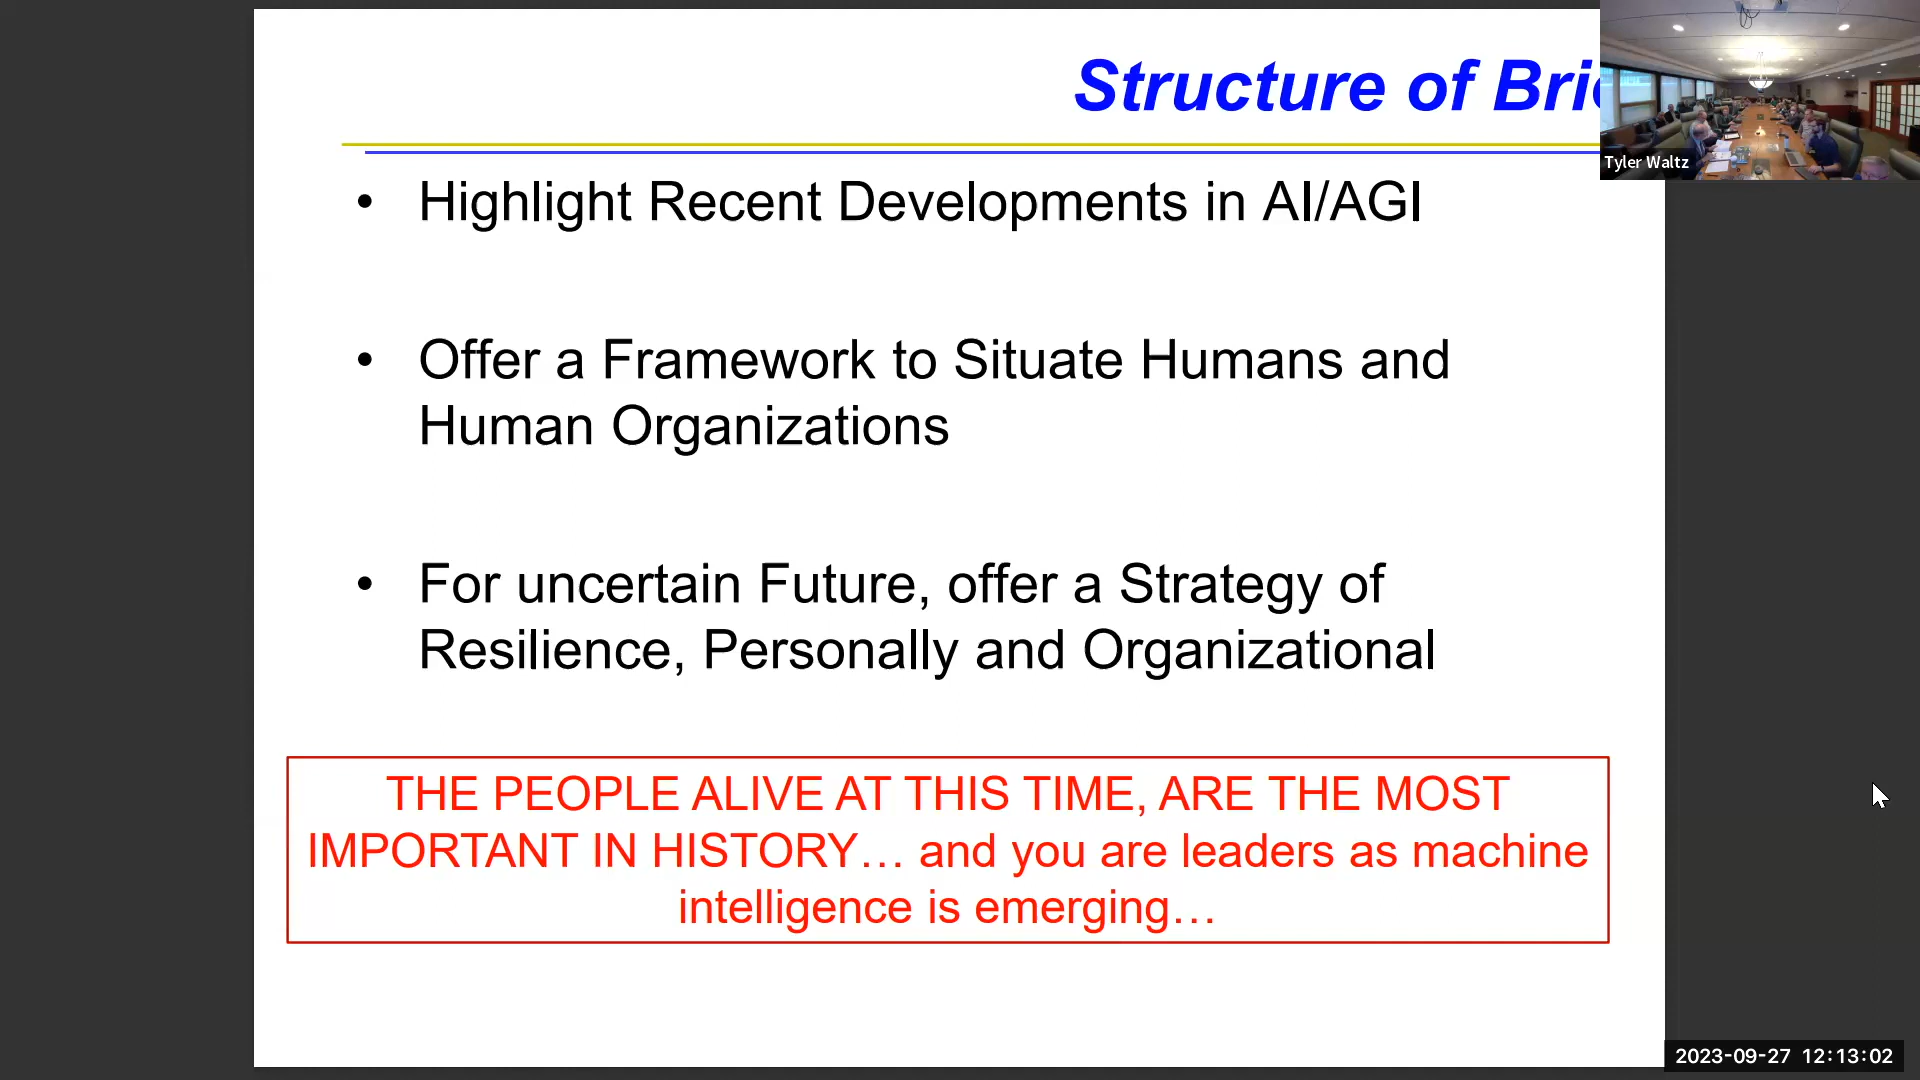 Structure of
Tyler Waltz
• Highlight Recent Developments in AI/AGI
• Offer a Framework to Situate Humans and
Human Organizations
• For uncertain Future, offer a Strategy of
Resilience, Personally and Organizational
THE PEOPLE ALIVE AT THIS TIME, ARE THE MOST
IMPORTANT IN HISTORY… and you are leaders as machine
intelligence is emerging…
2023-09-27 12:13:02